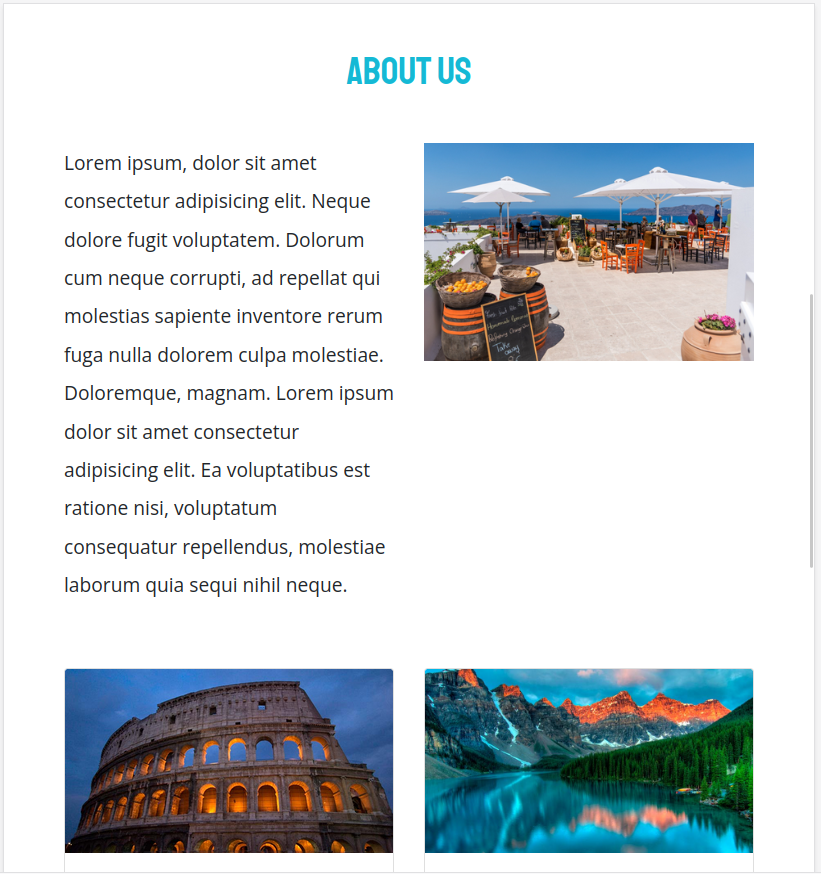 ABOUT US
Lorem ipsum, dolor sit amet
consectetur adipisicing elit. Neque
dolore fugit voluptatem. Dolorum
cum neque corrupti, ad repellat qui
molestias sapiente inventore rerum
fuga nulla dolorem culpa molestiae.
Doloremque, magnam. Lorem ipsum
dolor sit amet consectetur
adipisicing elit. Ea voluptatibus est
ratione nisi, voluptatum
consequatur repellendus, molestiae
laborum quia sequi nihil neque.
Take
away